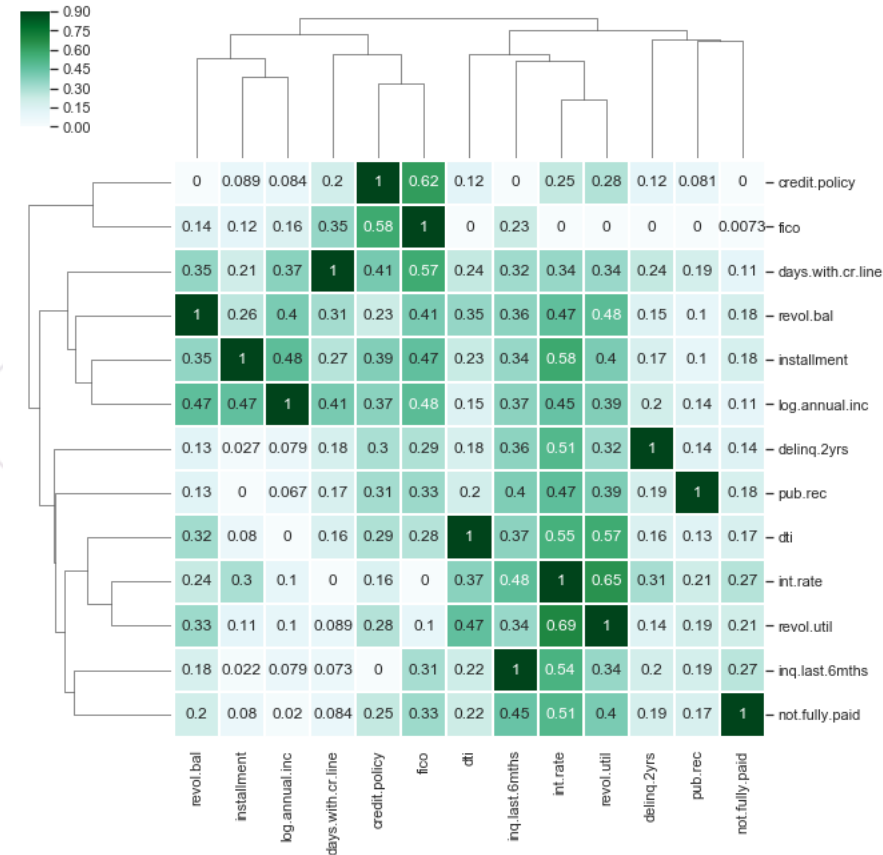 0.90
0.75
0.60
0.45
0.30
0.15
0.00
0 0.089 0.084 0.2 1 0.62 0.12 0 0.25 0.28 0.12 0.081 0 credit.policy
0.14 0.12 0.16 0.35 0.58 1 0 0.23 0 0 0 0 0.0073 fico
0.35 0.21 0.37 1 0.41 0.57 0.24 0.32 0.34 0.34 0.24 0.19 0.11 days.with.cr.line
1 0.26 0.4 0.31 0.23 0.41 0.35 0.36 0.47 0.48 0.15 0.1 0.18 revol.bal
0.35 1 0.48 0.27 0.39 0.47 0.23 0.34 0.58 0.4 0.17 0.1 0.18 installment
0.47 0.47 1 0.41 0.37 0.48 0.15 0.37 0.45 0.39 0.2 0.14 0.11 log.annual.inc
0.13 0.027 0.079 0.18 0.3 0.29 0.18 0.36 0.51 0.32 1 0.14 0.14 delinq.2yrs
0.13 0 0.067 0.17 0.31 0.33 0.2 0.4 0.47 0.39 0.19 1 0.18 pub.rec
0.32 0.08 0 0.16 0.29 0.28 1 0.37 0.55 0.57 0.16 0.13 0.17 dti
0.24 0.3 0.1 0 0.16 0 0.37 0.48 1 0.65 0.31 0.21 0.27 int.rate
0.33 0.11 0.1 0.089 0.28 0.1 0.47 0.34 0.69 1 0.14 0.19 0.21 revol.util
0.18 0.022 0.079 0.073 0 0.31 0.22 1 0.54 0.34 0.2 0.19 0.27 inq.last.6mths
0.2 0.08 0.02 0.084 0.25 0.33 0.22 0.45 0.51 0.4 0.19 0.17 1 not.fully.paid
revol.bal
installment
log.annual.inc
days.with.cr.line
credit.policy
fico
dti
inq.last.6mths
int.rate
revol.util
delinq.2yrs
pub.rec
not.fully.paid